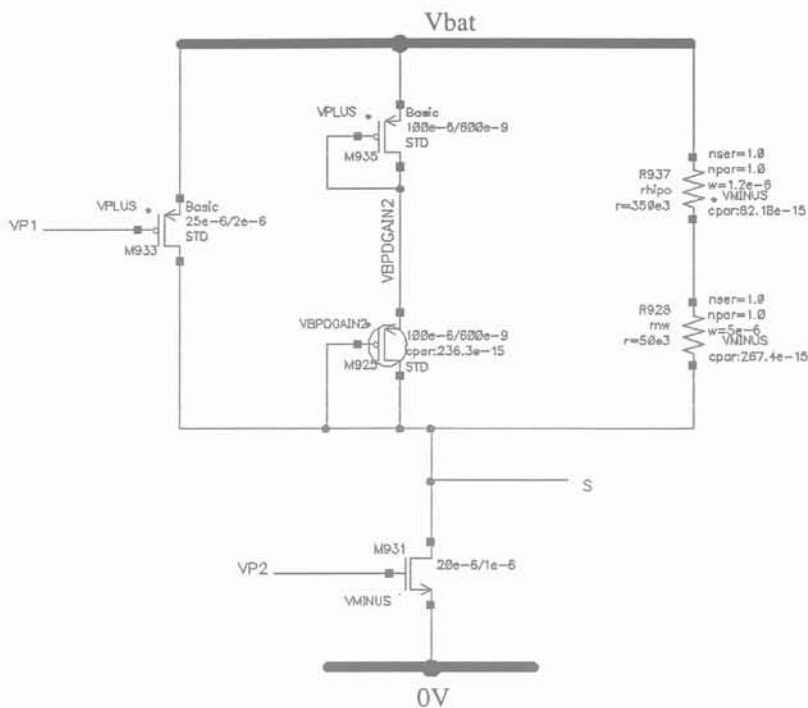 Vbat
VPLUS
Basic
100e-6/600e-9
STD
M935
VBPDGAIN2
nser=1.0
npar=1.0
w=1.2e-6
VMINUS
cpar:62.18e-15
R937
rhipo
r=350e3
VP1
VPLUS
Basic
25e-6/2e-6
STD
M933
VBPDGAIN2
100e-6/600e-9
cpar:236.3e-15
STD
M925
nser=1.0
npar=1.0
w=5e-6
VMINUS
cpar:267.4e-15
R928
rnw
r=50e3
S
M931
20e-6/1e-6
VP2
VMINUS
0V